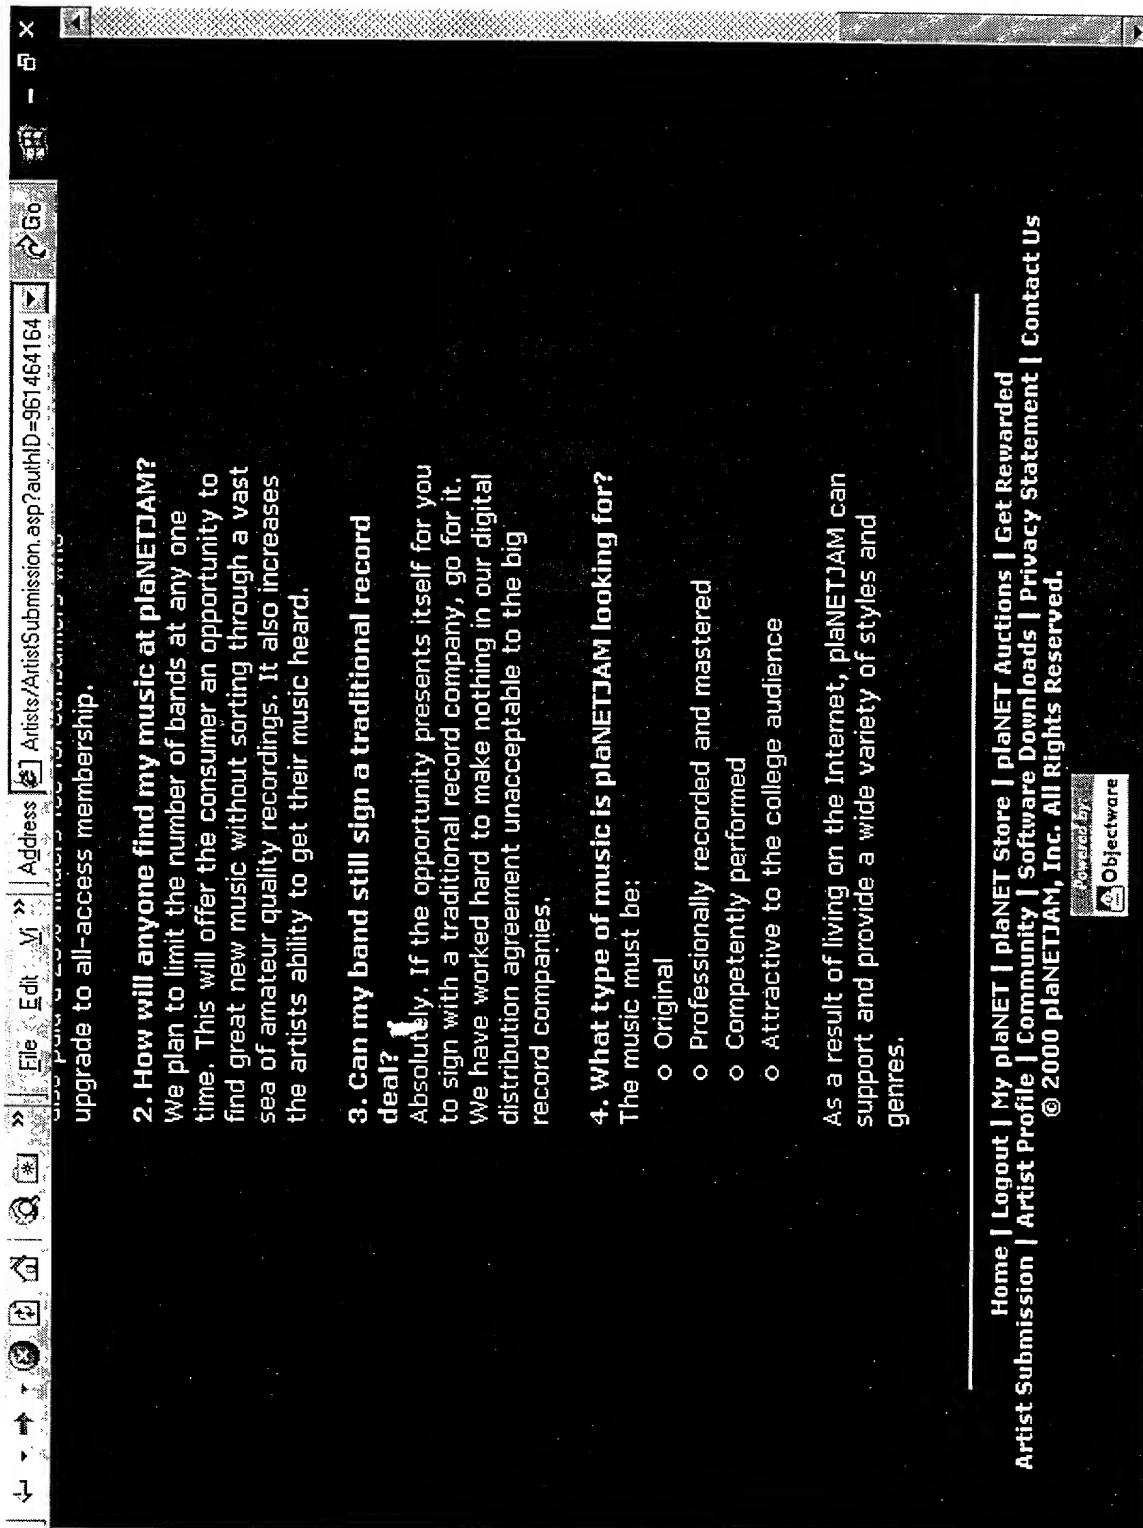 File Edit Vi » Address Artists/ArtistSubmission.asp?authID=961464164 Go
upgrade to all-access membership.
2. How will anyone find my music at plaNETJAM?
We plan to limit the number of bands at any one
time. This will offer the consumer an opportunity to
find great new music without sorting through a vast
sea of amateur quality recordings. It also increases
the artists ability to get their music heard.
3. Can my band still sign a traditional record
deal?
Absolutely. If the opportunity presents itself for you
to sign with a traditional record company, go for it.
We have worked hard to make nothing in our digital
distribution agreement unacceptable to the big
record companies.
4. What type of music is plaNETJAM looking for?
The music must be:
o Original
o Professionally recorded and mastered
o Competently performed
o Attractive to the college audience
As a result of living on the Internet, plaNETJAM can
support and provide a wide variety of styles and
genres.
Home | Logout | My plaNET | plaNET Store | plaNET Auctions | Get Rewarded
Artist Submission | Artist Profile | Community | Software Downloads | Privacy Statement | Contact Us
© 2000 plaNETJAM, Inc. All Rights Reserved.
Powered by:
Objectware